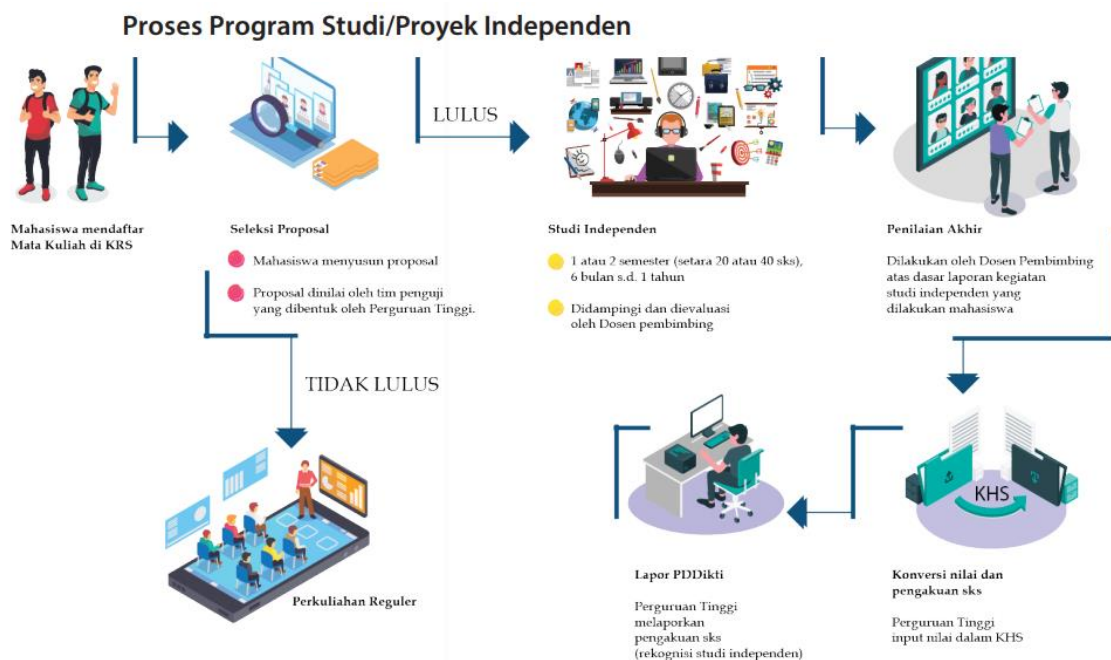 Proses Program Studi/Proyek Independen
LULUS
Mahasiswa mendaftar
Mata Kuliah di KRS
Seleksi Proposal
Mahasiswa menyusun proposal
Proposal dinilai oleh tim penguji
yang dibentuk oleh Perguruan Tinggi.
Studi Independen
1 atau 2 semester (setara 20 atau 40 sks),
6 bulan s.d. 1 tahun
Didampingi dan dievaluasi
oleh Dosen pembimbing
Penilaian Akhir
Dilakukan oleh Dosen Pembimbing
atas dasar laporan kegiatan
studi independen yang
dilakukan mahasiswa
TIDAK LULUS
Perkuliahan Reguler
KHS
Konversi nilai dan
pengakuan sks
Perguruan Tinggi
input nilai dalam KHS
Lapor PDDikti
Perguruan Tinggi
melaporkan
pengakuan sks
(rekognisi studi independen)